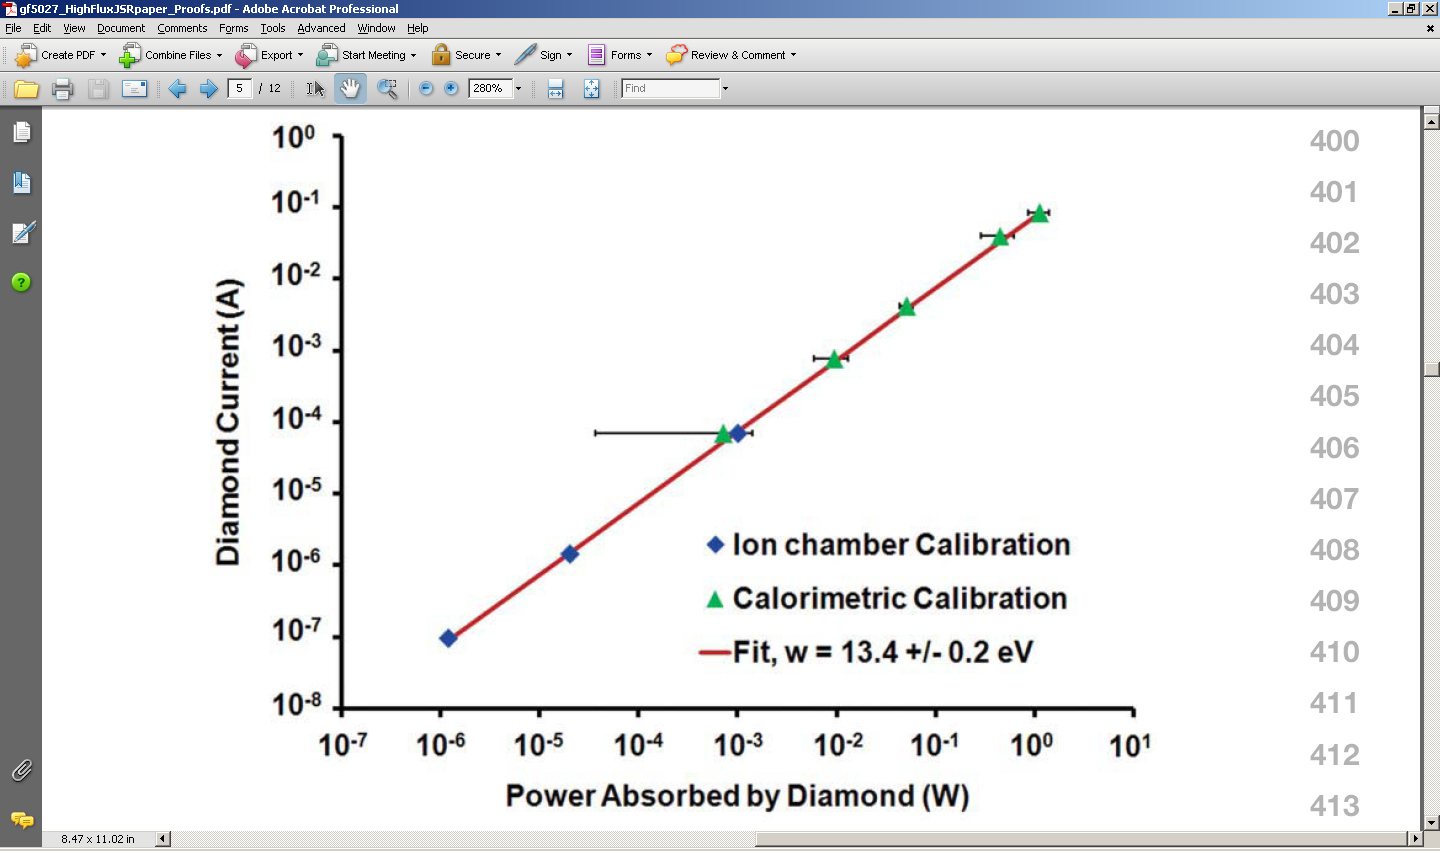 gf5027_HighFluxJSRpaper_Proofs.pdf - Adobe Acrobat Professional
File Edit View Document Comments Forms Tools Advanced Window Help
Create PDF Combine Files Export Start Meeting Secure Sign Forms Review & Comment
5 / 12 280% Find
10⁰
10⁻¹
10⁻²
10⁻³
10⁻⁴
10⁻⁵
10⁻⁶
10⁻⁷
10⁻⁸
Diamond Current (A)
Ion chamber Calibration
Calorimetric Calibration
Fit, w = 13.4 +/- 0.2 eV
10⁻⁷ 10⁻⁶ 10⁻⁵ 10⁻⁴ 10⁻³ 10⁻² 10⁻¹ 10⁰ 10¹
Power Absorbed by Diamond (W)
400
401
402
403
404
405
406
407
408
409
410
411
412
413
8.47 x 11.02 in